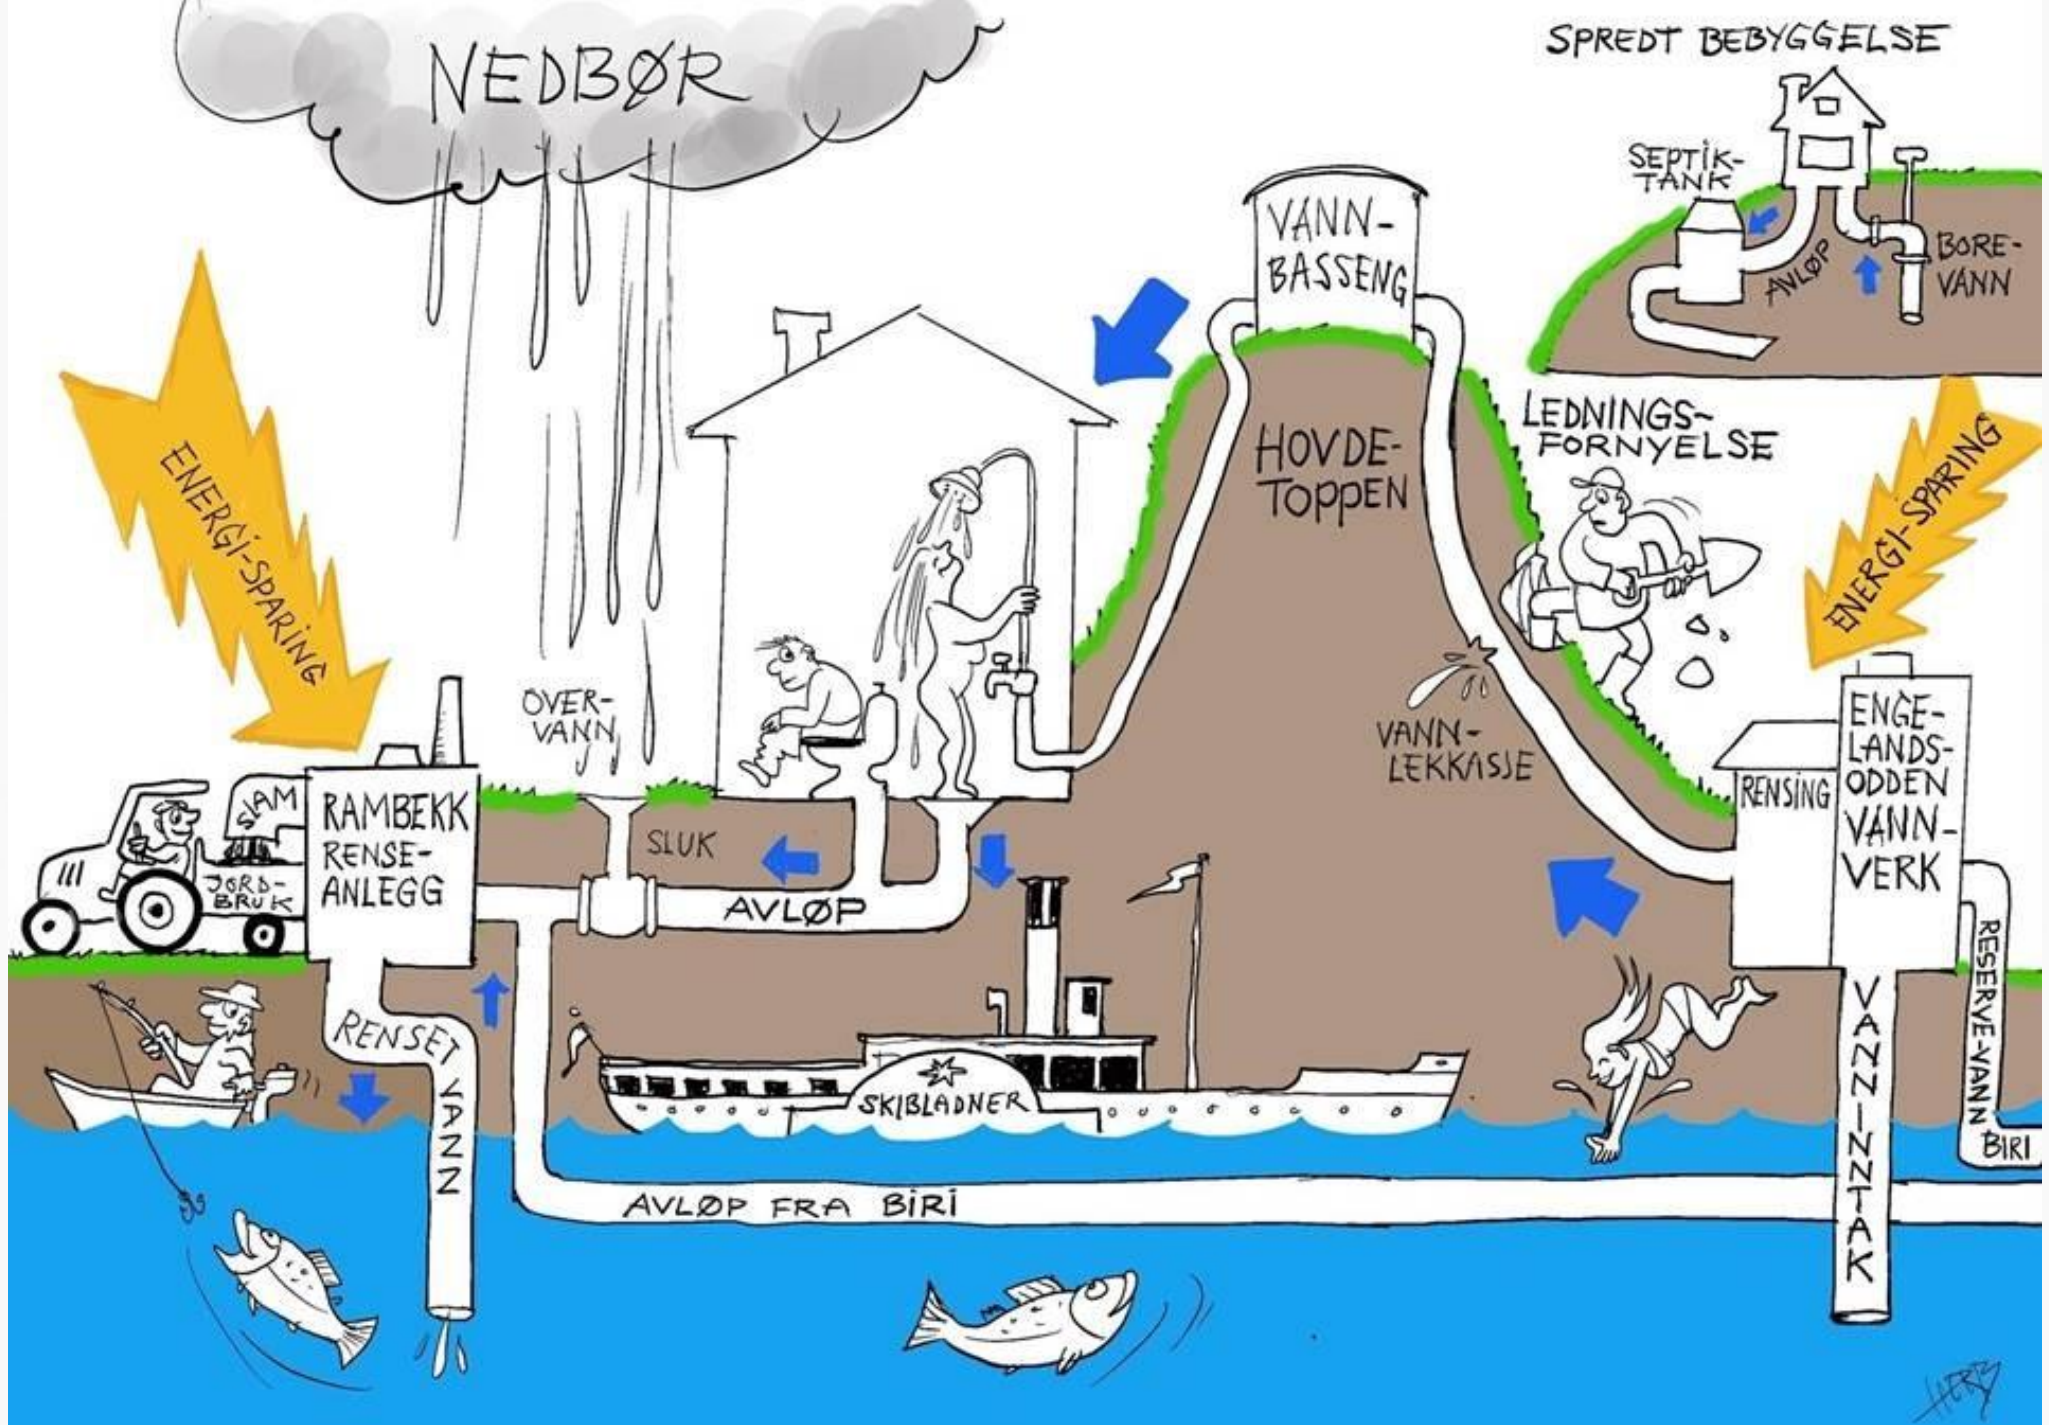 NEDBØR
SPREDT BEBYGGELSE
SEPTIK-
TANK
AVLØP
BORE-
VANN
VANN-
BASSENG
HOVDE-
TOPPEN
LEDNINGS-
FORNYELSE
ENERGI-SPARING
ENERGI-SPARING
OVER-
VANN
VANN-
LEKKASJE
RENSING
ENGE-
LANDS-
ODDEN
VANN-
VERK
SLAM
JORD-
BRUK
RAMBEKK
RENSE-
ANLEGG
SLUK
AVLØP
RENSET VANN
SKIBLADNER
VANNINNTAK
RESERVE-VANN
BIRI
AVLØP FRA BIRI